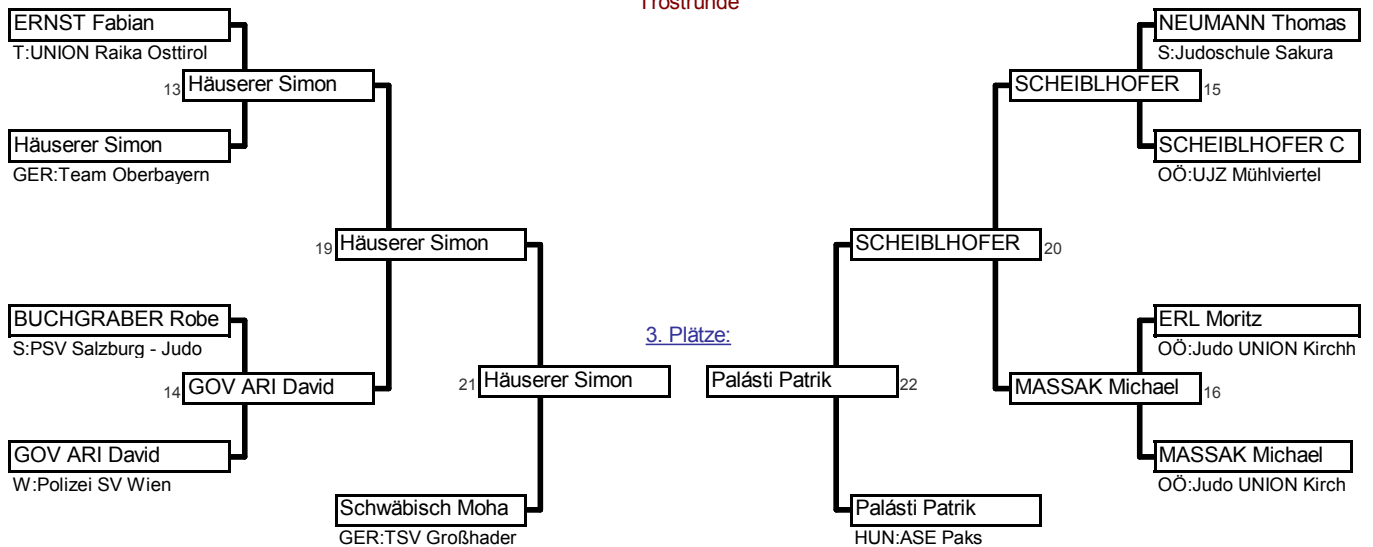 Trostrunde
ERNST Fabian
T:UNION Raika Osttirol
13 Häuserer Simon
Häuserer Simon
GER:Team Oberbayern
19 Häuserer Simon
BUCHGRABER Robe
S:PSV Salzburg - Judo
14 GOV ARI David
GOV ARI David
W:Polizei SV Wien
21 Häuserer Simon
Schwäbisch Moha
GER:TSV Großhader
3. Plätze:
NEUMANN Thomas
S:Judoschule Sakura
SCHEIBLHOFER 15
SCHEIBLHOFER C
OÖ:UJZ Mühlviertel
SCHEIBLHOFER 20
ERL Moritz
OÖ:Judo UNION Kirchh
MASSAK Michael 16
MASSAK Michael
OÖ:Judo UNION Kirch
Palásti Patrik 22
Palásti Patrik
HUN:ASE Paks